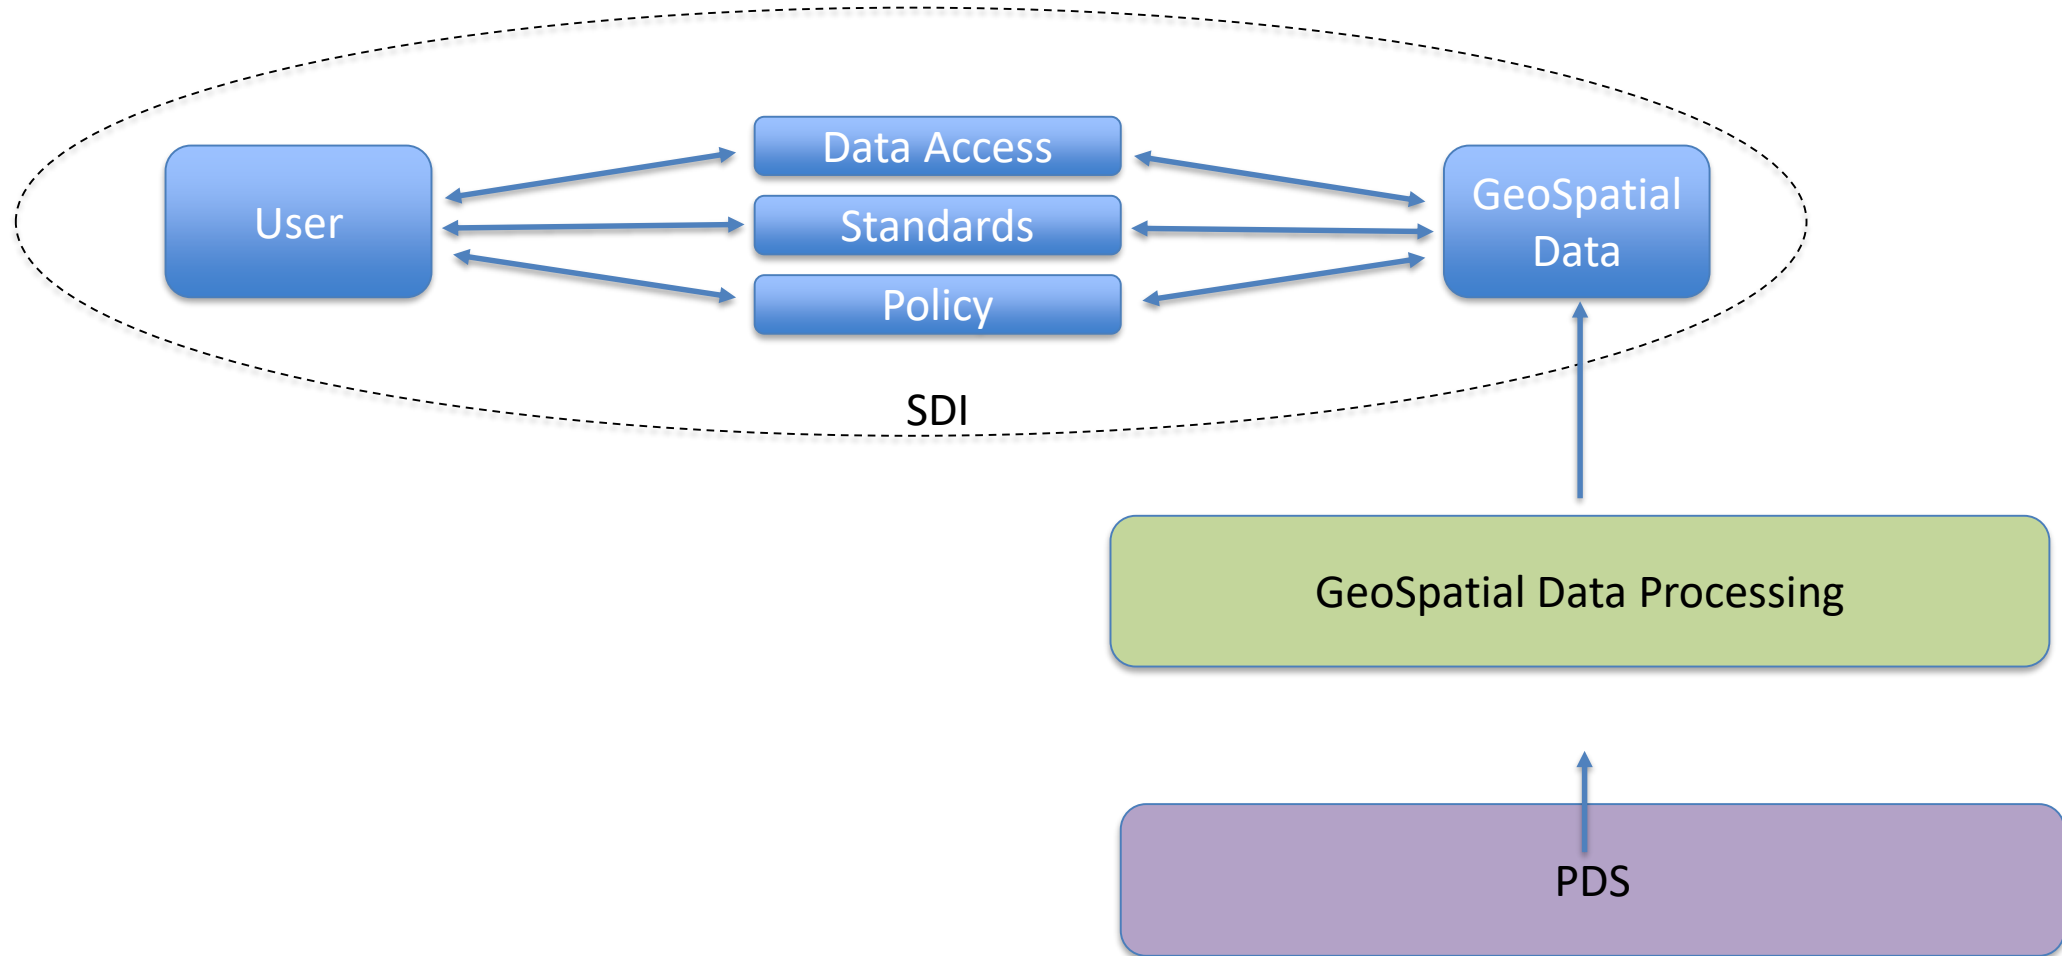 Data Access
User
Standards
GeoSpatial
Data
Policy
SDI
GeoSpatial Data Processing
PDS